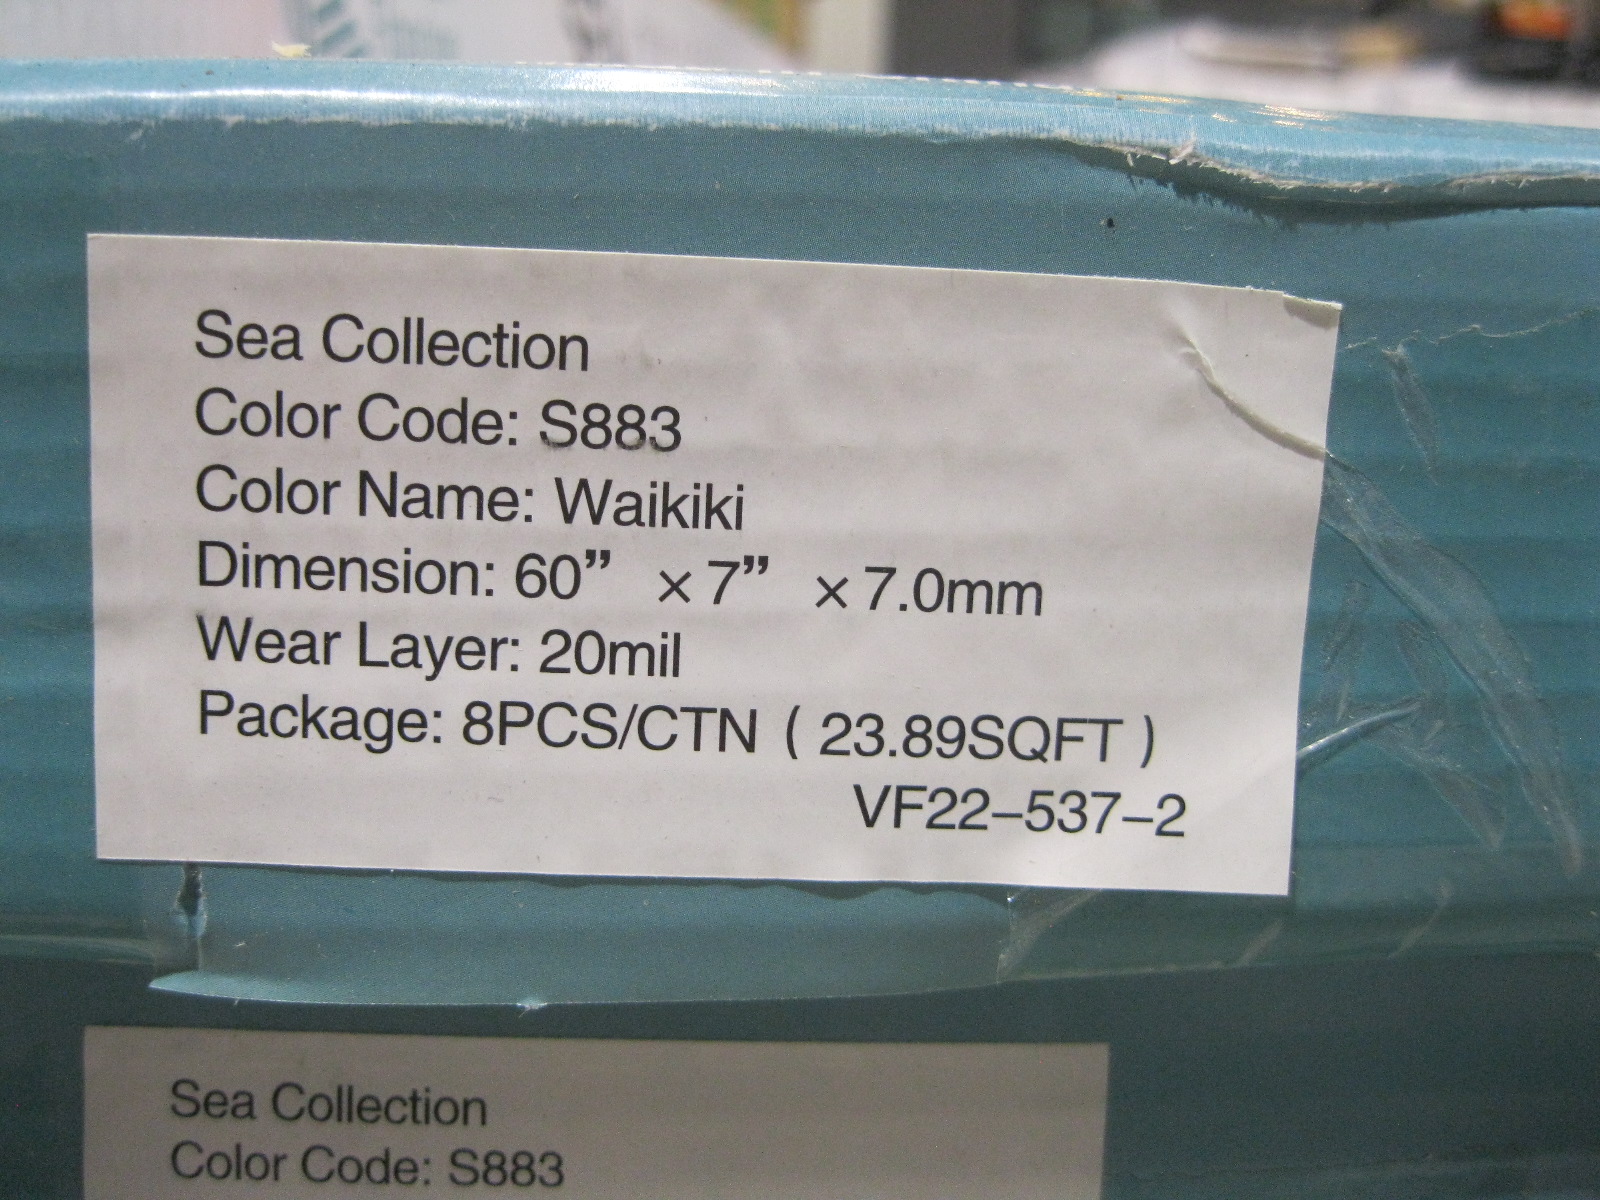 Sea Collection
Color Code: S883
Color Name: Waikiki
Dimension: 60” ×7” ×7.0mm
Wear Layer: 20mil
Package: 8PCS/CTN ( 23.89SQFT )
VF22–537–2
Sea Collection
Color Code: S883